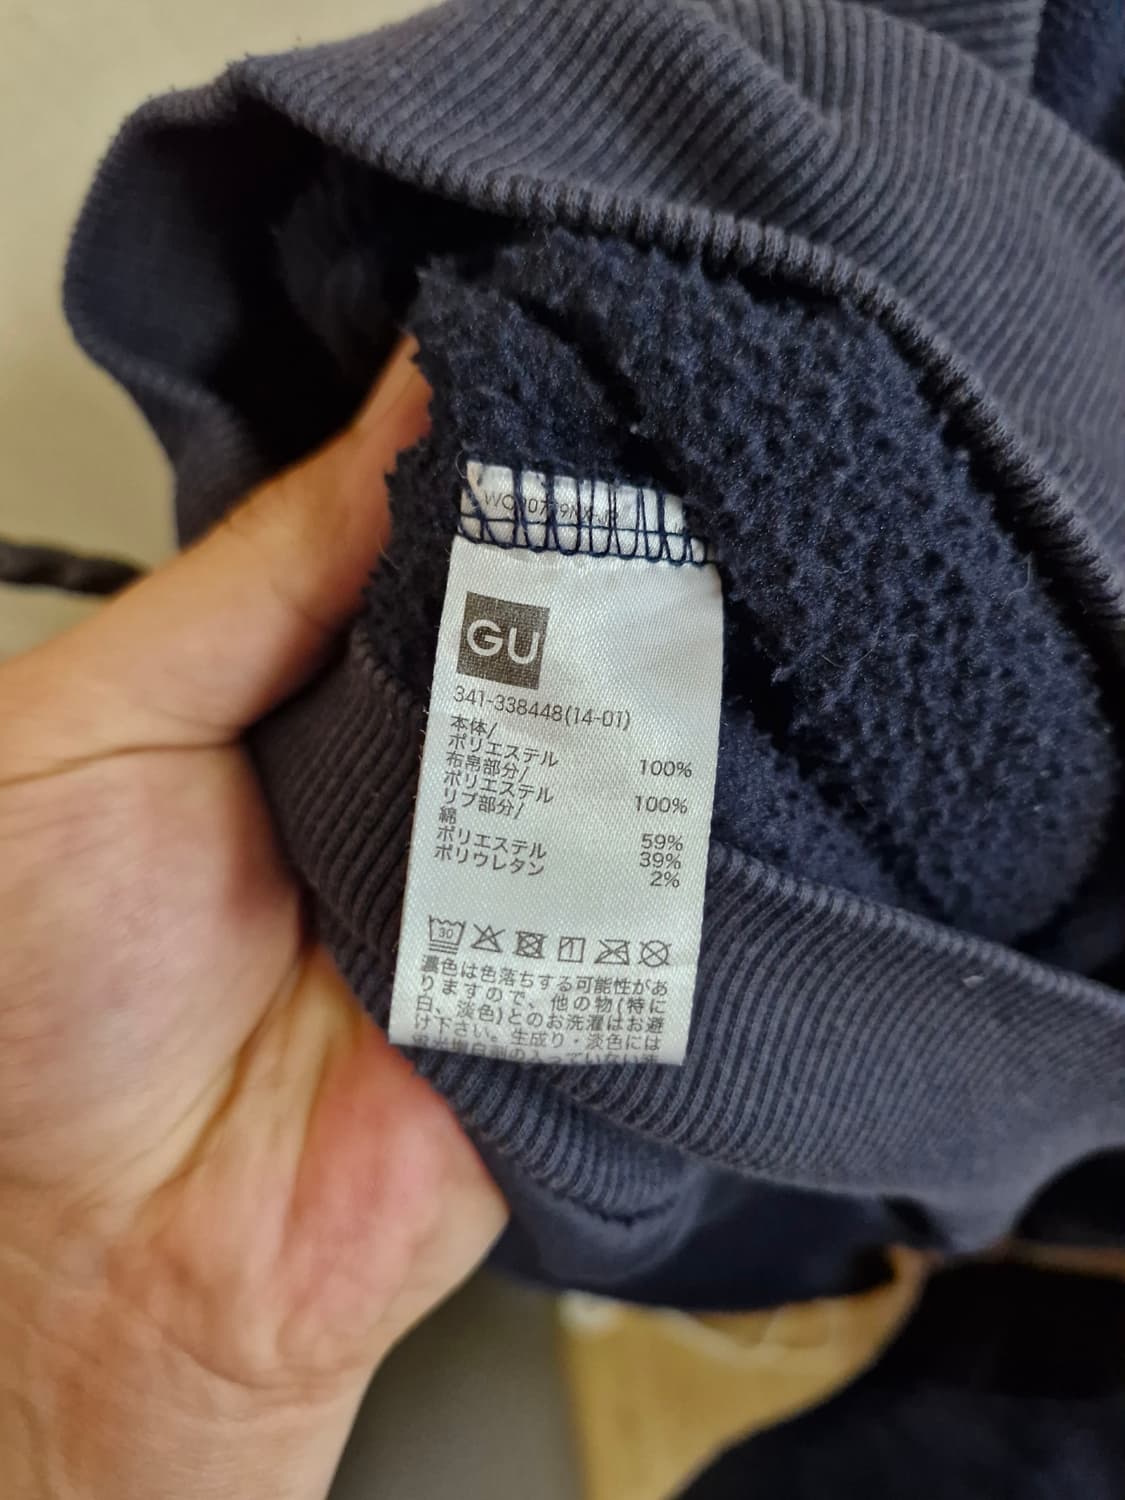 GU
341-338448(14-01)
本体/
ポリエステル 100%
布帛部分/
ポリエステル 100%
リブ部分/
綿 59%
ポリエステル 39%
ポリウレタン 2%
30
濃色は色落ちする可能性があ
りますので、他の物(特に
白、淡色)とのお洗濯はお避
け下さい。生成り・淡色には